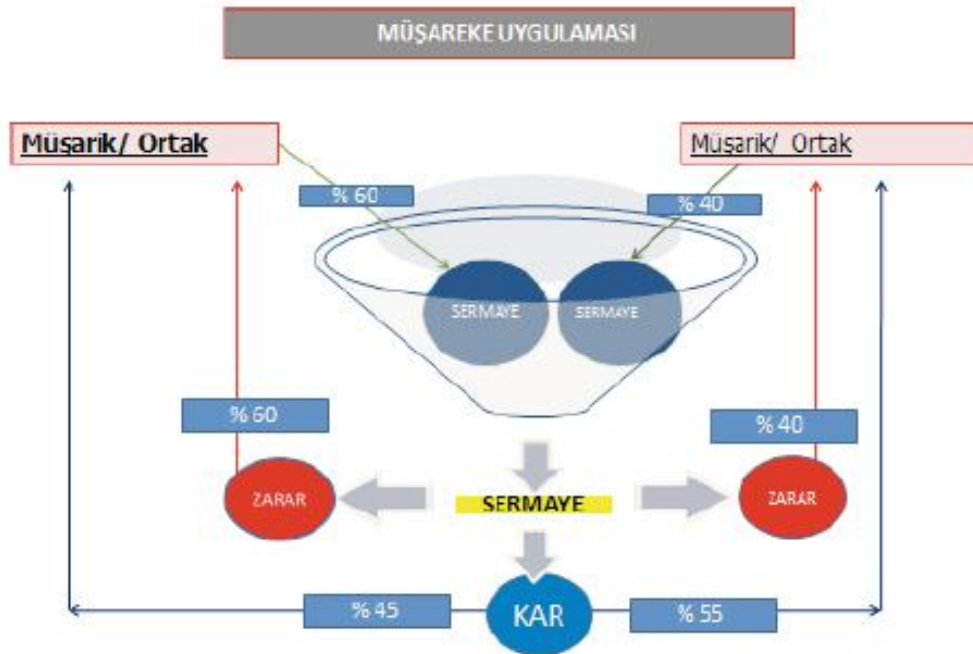 MÜŞAREKE UYGULAMASI
Müşarik/ Ortak
Müşarik/ Ortak
% 60
% 40
SERMAYE
SERMAYE
% 60
% 40
ZARAR
SERMAYE
ZARAR
% 45
KAR
% 55